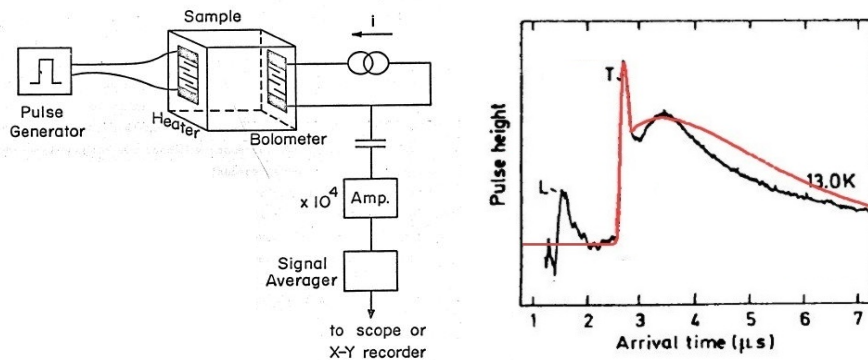 Sample
i
Pulse
Generator
Heater
Bolometer
x 10⁴
Amp.
Signal
Averager
to scope or
X-Y recorder
Pulse height
T
L
13.0K
1 2 3 4 5 6 7
Arrival time (μs)